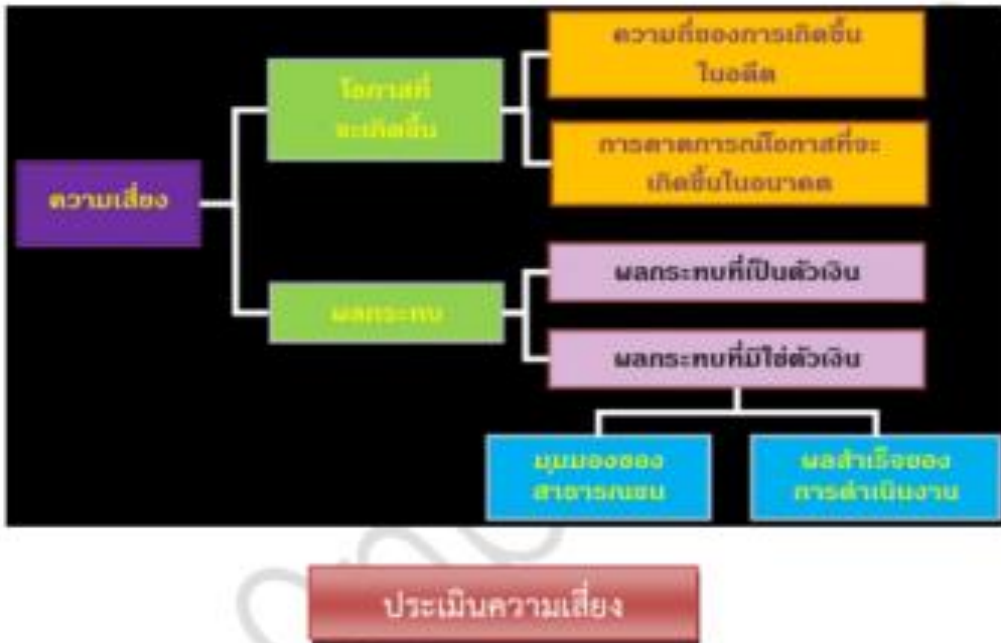 ความถี่ของการเกิดขึ้น
ในอดีต
โอกาสที่
จะเกิดขึ้น
การคาดการณ์โอกาสที่จะ
เกิดขึ้นในอนาคต
ความเสี่ยง
ผลกระทบที่เป็นตัวเงิน
ผลกระทบ
ผลกระทบที่มิใช่ตัวเงิน
มุมมองของ
สาธารณชน
ผลสำเร็จของ
การดำเนินงาน
ประเมินความเสี่ยง